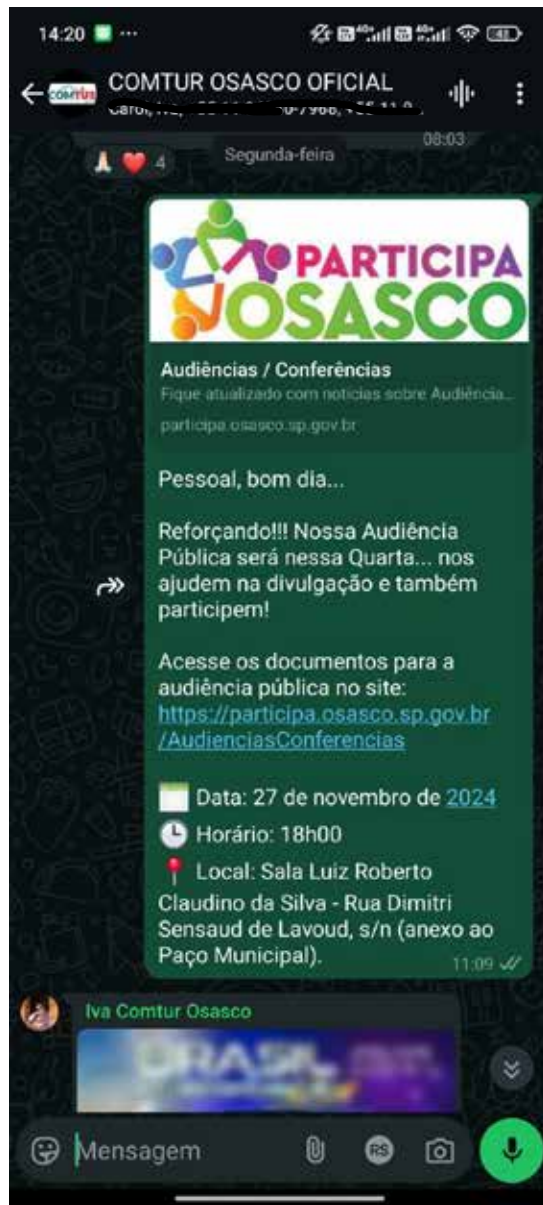 14:20
COMTUR OSASCO OFICIAL
08:03
4
Segunda-feira
PARTICIPA
OSASCO
Audiências / Conferências
Fique atualizado com notícias sobre Audiência...
participa.osasco.sp.gov.br
Pessoal, bom dia...
Reforçando!!! Nossa Audiência
Pública será nessa Quarta... nos
ajudem na divulgação e também
participem!
Acesse os documentos para a
audiência pública no site:
https://participa.osasco.sp.gov.br
/AudienciasConferencias
Data: 27 de novembro de 2024
Horário: 18h00
Local: Sala Luiz Roberto
Claudino da Silva - Rua Dimitri
Sensaud de Lavoud, s/n (anexo ao
Paço Municipal).
11:09
Iva Comtur Osasco
BRASIL
Mensagem
RS